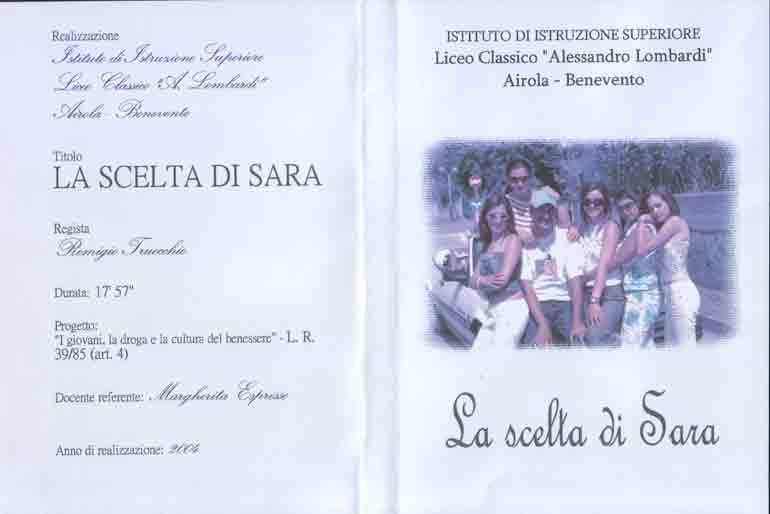 Realizzazione
Istituto di Istruzione Superiore
Liceo Classico "A. Lombardi"
Airola - Benevento
Titolo
LA SCELTA DI SARA
Regista
Remigio Truocchio
Durata: 17' 57"
Progetto:
"I giovani, la droga e la cultura del benessere" - L. R.
39/85 (art. 4)
Docente referente: Margherita Espresso
Anno di realizzazione: 2004
ISTITUTO DI ISTRUZIONE SUPERIORE
Liceo Classico "Alessandro Lombardi"
Airola - Benevento
La scelta di Sara